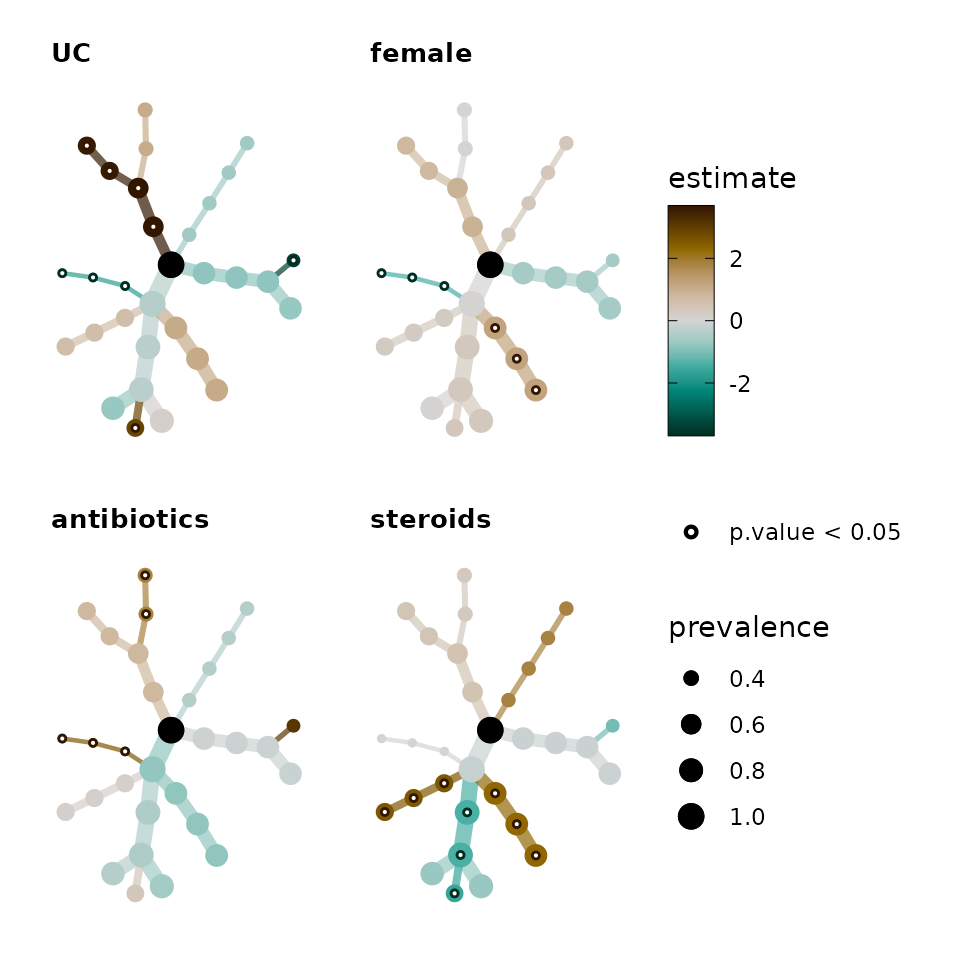 UC
female
estimate
2
0
-2
antibiotics
steroids
p.value < 0.05
prevalence
0.4
0.6
0.8
1.0